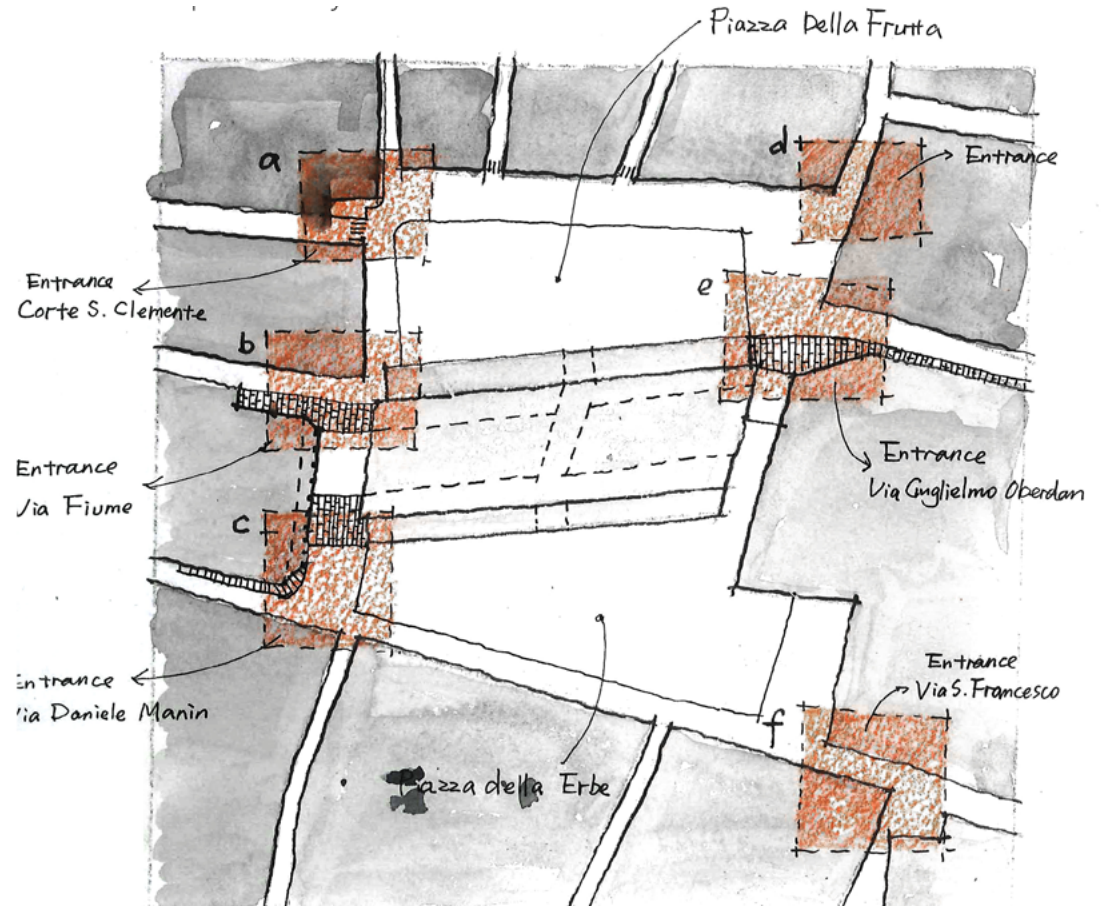 Piazza Della Frutta
a
d
Entrance
Entrance
Corte S. Clemente
e
b
Entrance
Via Guglielmo Oberdan
Entrance
Via Fiume
c
Entrance
Via S. Francesco
Entrance
Via Daniele Manin
f
Piazza della Erbe